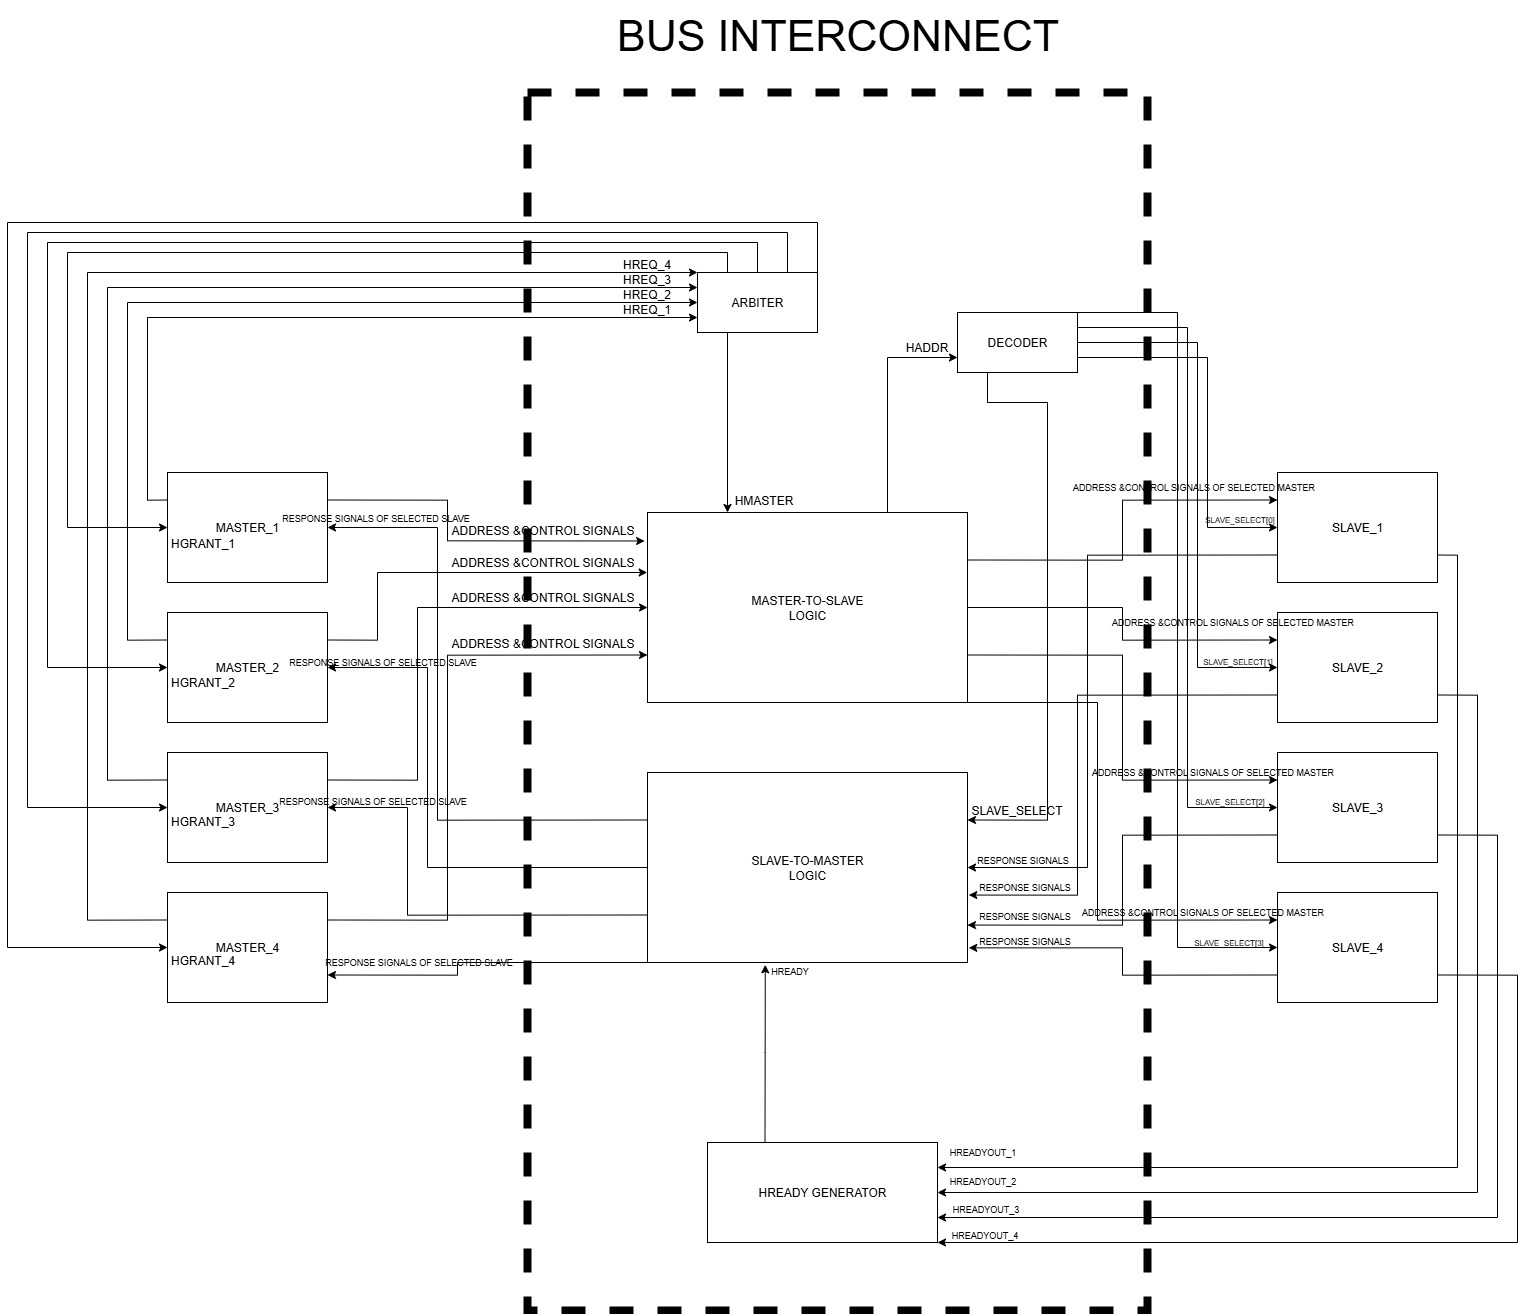 BUS INTERCONNECT
HREQ_4
HREQ_3
HREQ_2
HREQ_1
ARBITER
DECODER
HADDR
HMASTER
MASTER_1
HGRANT_1
RESPONSE SIGNALS OF SELECTED SLAVE
ADDRESS &CONTROL SIGNALS
ADDRESS &CONTROL SIGNALS
ADDRESS &CONTROL SIGNALS
ADDRESS &CONTROL SIGNALS
MASTER-TO-SLAVE
LOGIC
ADDRESS &CONTROL SIGNALS OF SELECTED MASTER
SLAVE_SELECT[0]
SLAVE_1
MASTER_2
HGRANT_2
RESPONSE SIGNALS OF SELECTED SLAVE
ADDRESS &CONTROL SIGNALS OF SELECTED MASTER
SLAVE_SELECT[1]
SLAVE_2
MASTER_3
HGRANT_3
RESPONSE SIGNALS OF SELECTED SLAVE
ADDRESS &CONTROL SIGNALS OF SELECTED MASTER
SLAVE_SELECT[2]
SLAVE_3
SLAVE_SELECT
SLAVE-TO-MASTER
LOGIC
RESPONSE SIGNALS
RESPONSE SIGNALS
RESPONSE SIGNALS
RESPONSE SIGNALS
ADDRESS &CONTROL SIGNALS OF SELECTED MASTER
SLAVE_SELECT[3]
SLAVE_4
MASTER_4
HGRANT_4
RESPONSE SIGNALS OF SELECTED SLAVE
HREADY
HREADY GENERATOR
HREADYOUT_1
HREADYOUT_2
HREADYOUT_3
HREADYOUT_4